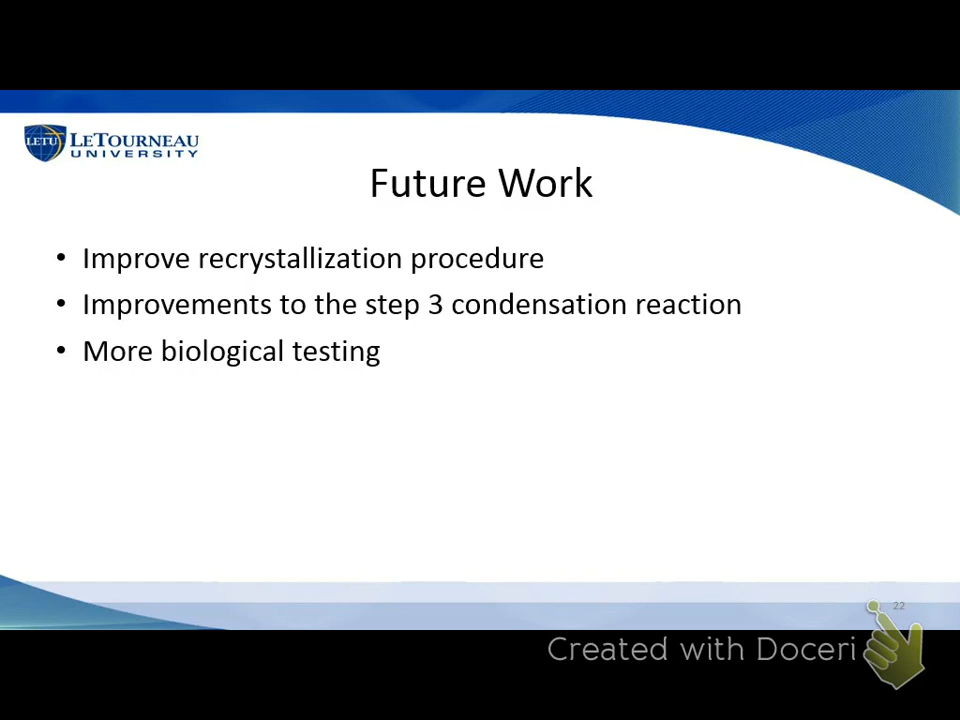 LETU LETOURNEAU
UNIVERSITY
Future Work
• Improve recrystallization procedure
• Improvements to the step 3 condensation reaction
• More biological testing
22
Created with Doceri